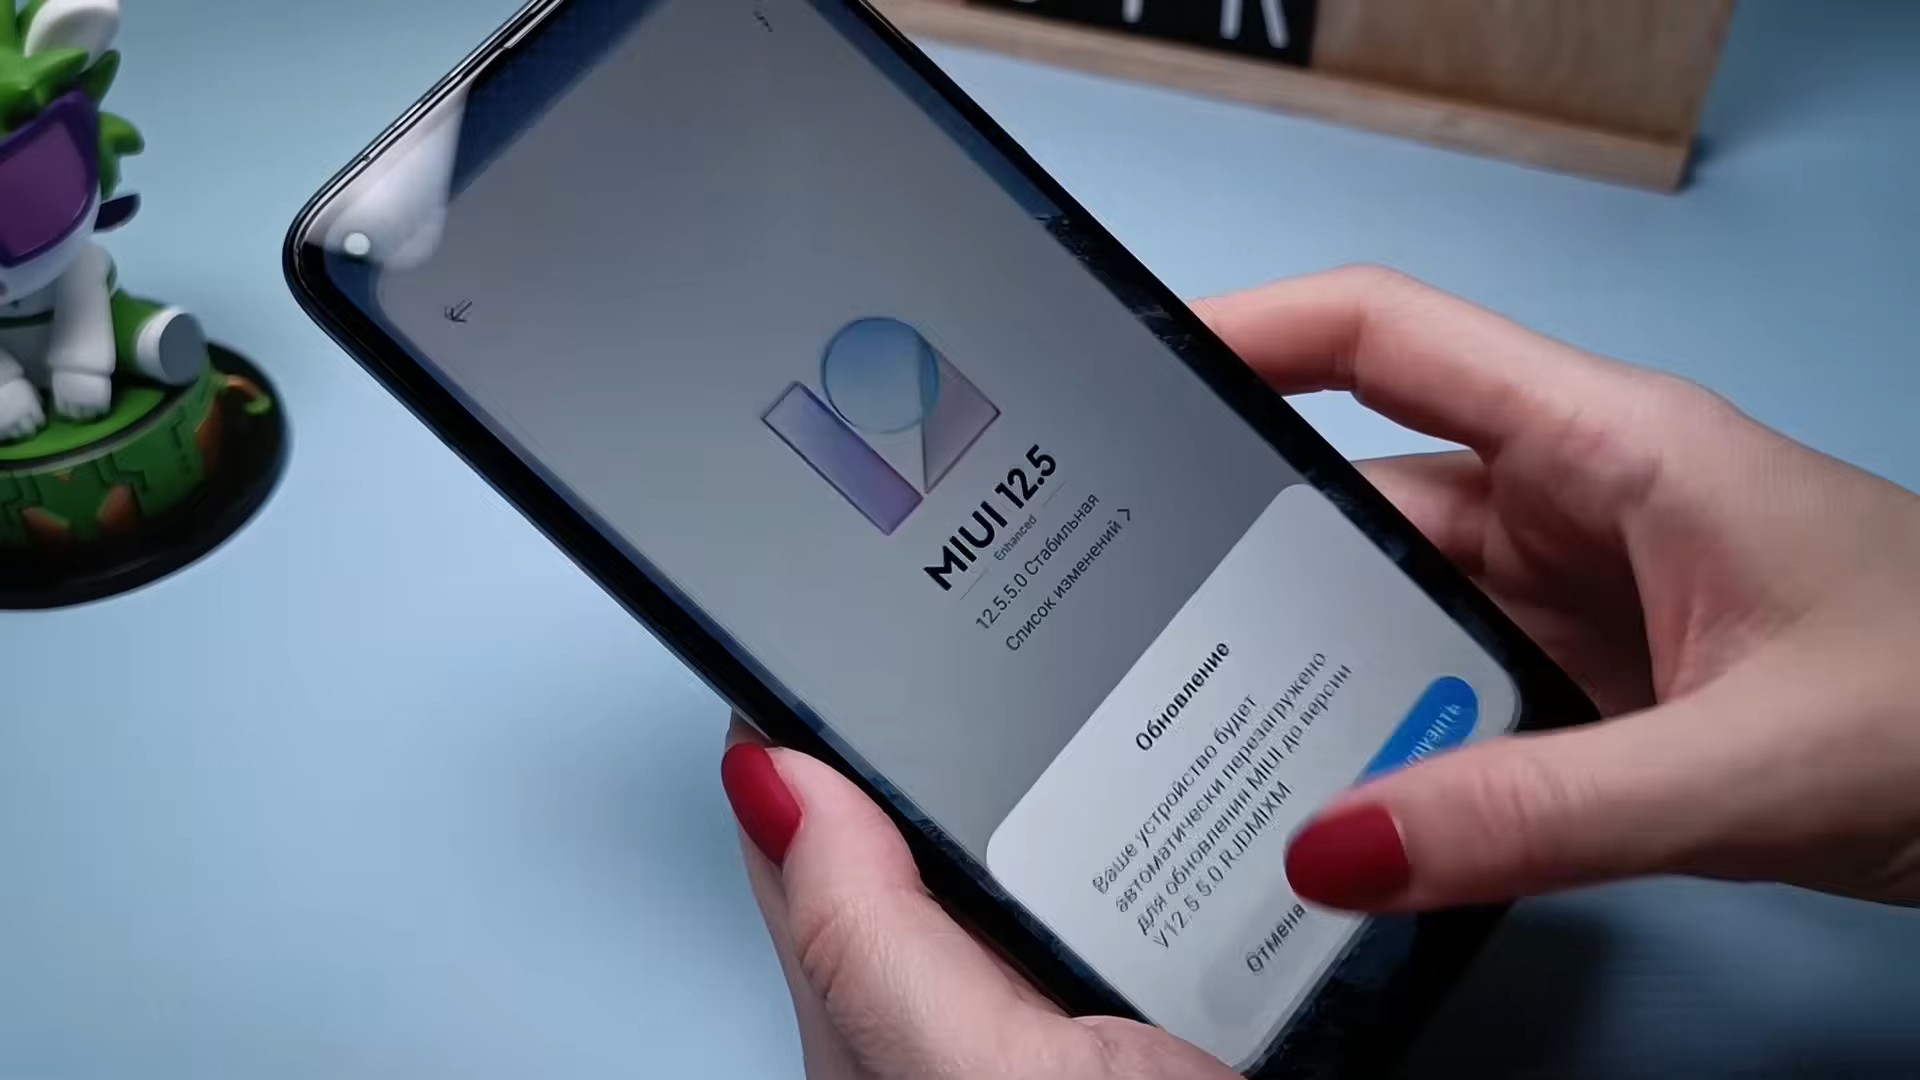 MIUI 12.5
Enhanced
12.5.5.0 Стабильная
Список изменений
Обновление
Ваше устройство будет
автоматически перезагружено
для обновления MIUI до версии
V12.5.5.0.RJDMIXM
Отмена